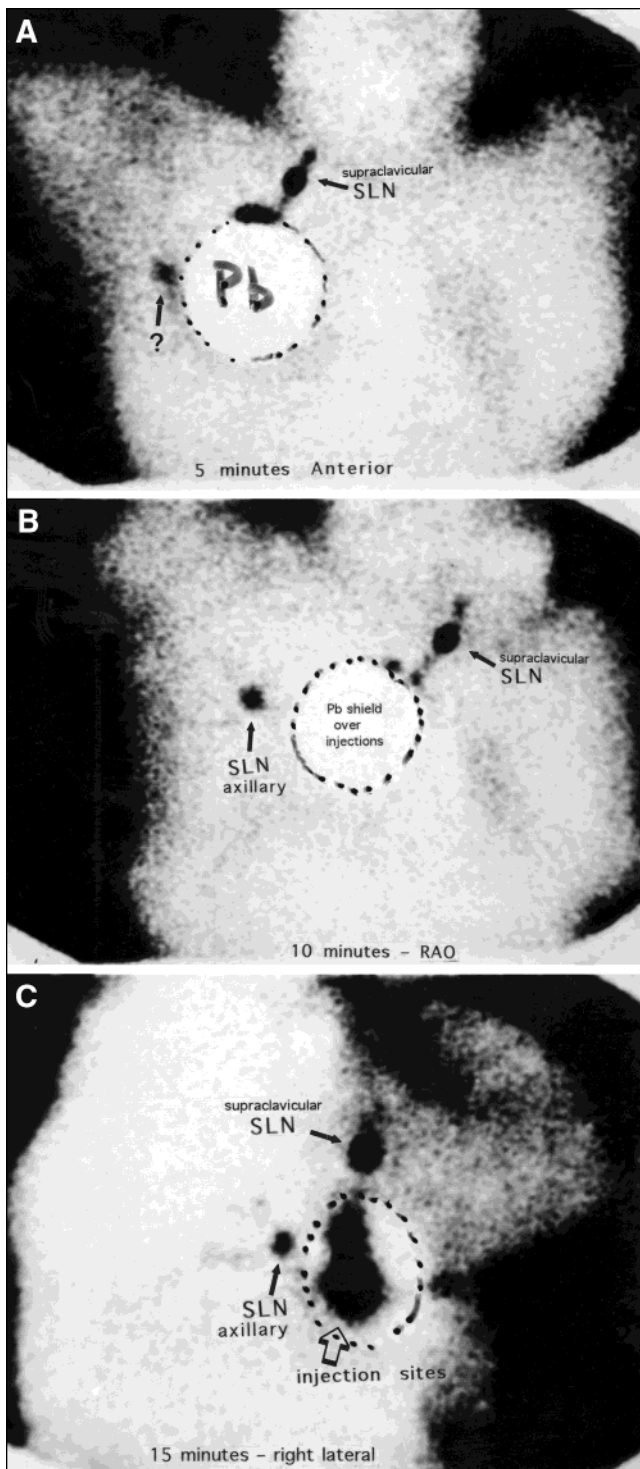 A
supraclavicular
SLN
Pb
?
5 minutes Anterior
B
supraclavicular
SLN
Pb shield
over
injections
SLN
axillary
10 minutes - RAO
C
supraclavicular
SLN
SLN
axillary
injection sites
15 minutes - right lateral